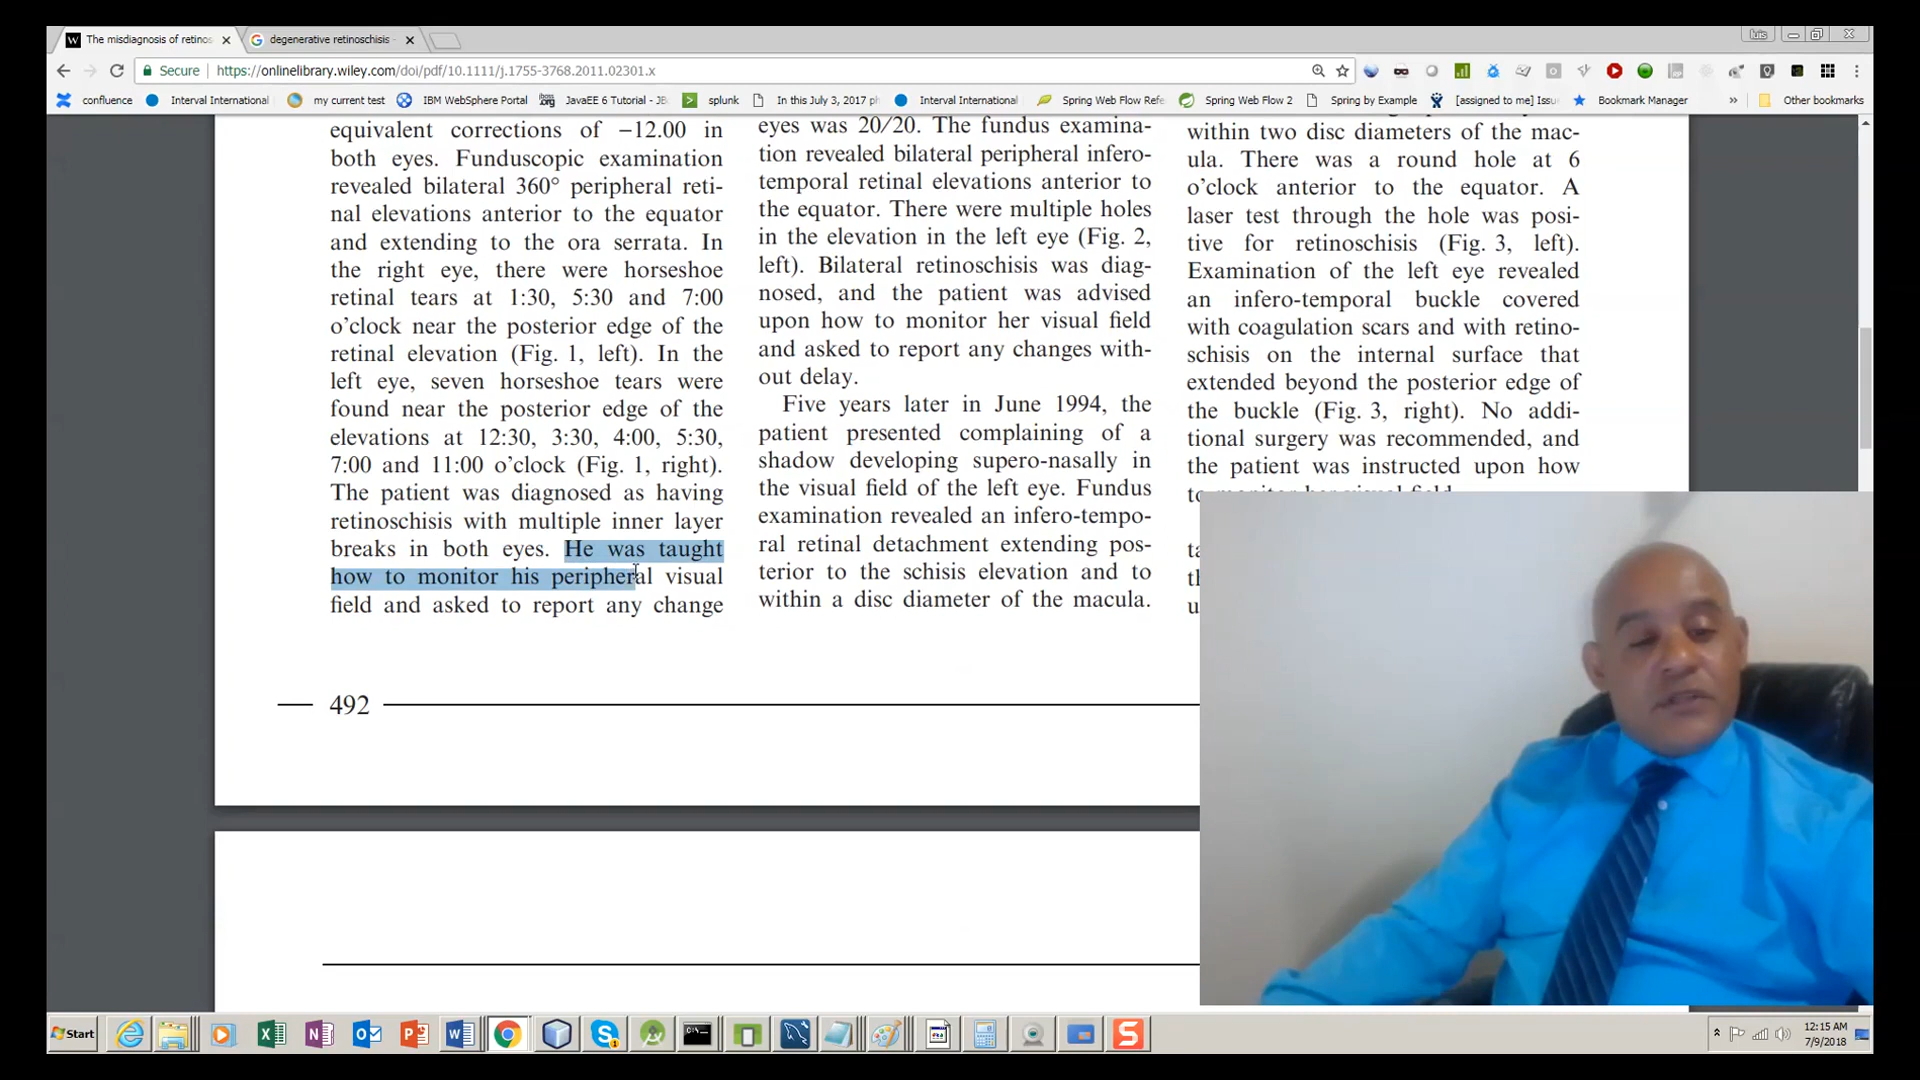 The misdiagnosis of retinos
degenerative retinoschisis -
luis
Secure
https://onlinelibrary.wiley.com/doi/pdf/10.1111/j.1755-3768.2011.02301.x
confluence
Interval International
my current test
IBM WebSphere Portal
JavaEE 6 Tutorial - JB
splunk
In this July 3, 2017 ph
Interval International
Spring Web Flow Refe
Spring Web Flow 2
Spring by Example
[assigned to me] Issu
Bookmark Manager
»
Other bookmarks
equivalent corrections of −12.00 in
both eyes. Funduscopic examination
revealed bilateral 360° peripheral reti-
nal elevations anterior to the equator
and extending to the ora serrata. In
the right eye, there were horseshoe
retinal tears at 1:30, 5:30 and 7:00
o'clock near the posterior edge of the
retinal elevation (Fig. 1, left). In the
left eye, seven horseshoe tears were
found near the posterior edge of the
elevations at 12:30, 3:30, 4:00, 5:30,
7:00 and 11:00 o'clock (Fig. 1, right).
The patient was diagnosed as having
retinoschisis with multiple inner layer
breaks in both eyes. He was taught
how to monitor his peripheral visual
field and asked to report any change
eyes was 20/20. The fundus examina-
tion revealed bilateral peripheral infero-
temporal retinal elevations anterior to
the equator. There were multiple holes
in the elevation in the left eye (Fig. 2,
left). Bilateral retinoschisis was diag-
nosed, and the patient was advised
upon how to monitor her visual field
and asked to report any changes with-
out delay.
Five years later in June 1994, the
patient presented complaining of a
shadow developing supero-nasally in
the visual field of the left eye. Fundus
examination revealed an infero-tempo-
ral retinal detachment extending pos-
terior to the schisis elevation and to
within a disc diameter of the macula.
within two disc diameters of the mac-
ula. There was a round hole at 6
o'clock anterior to the equator. A
laser test through the hole was posi-
tive for retinoschisis (Fig. 3, left).
Examination of the left eye revealed
an infero-temporal buckle covered
with coagulation scars and with retino-
schisis on the internal surface that
extended beyond the posterior edge of
the buckle (Fig. 3, right). No addi-
tional surgery was recommended, and
the patient was instructed upon how
to monitor her visual field
492
Start
12:15 AM
7/9/2018